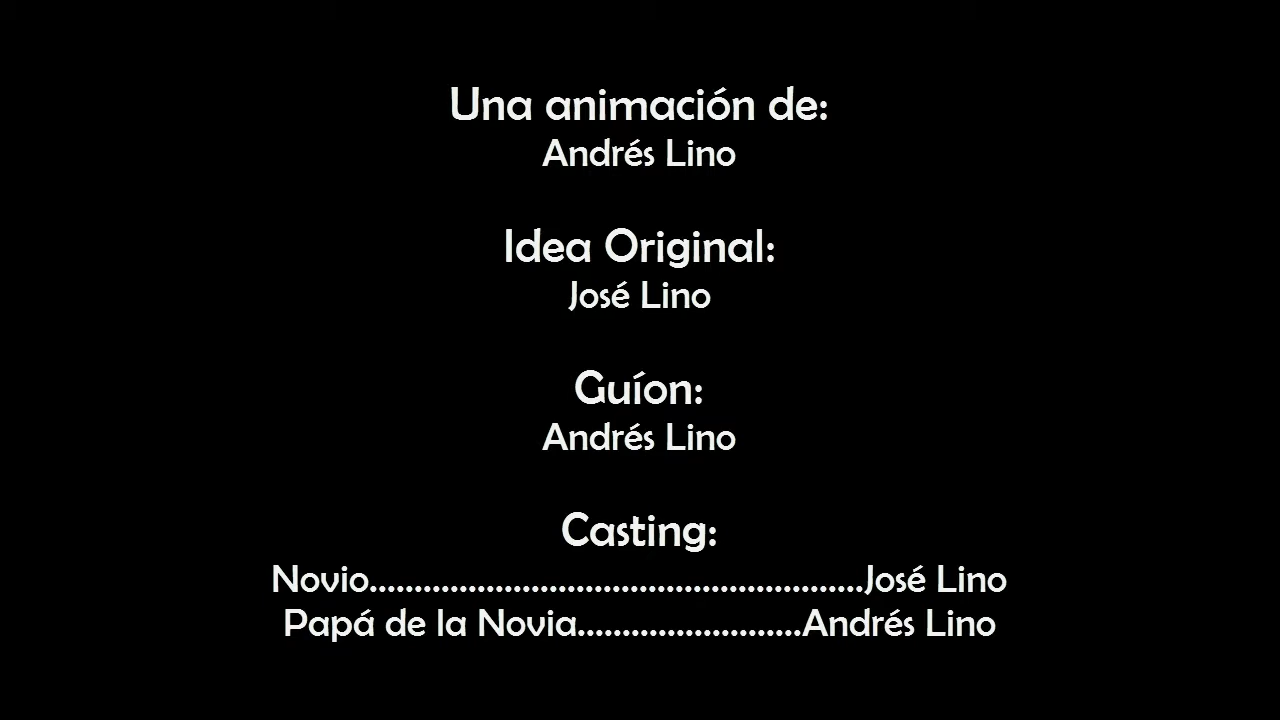 Una animación de:
Andrés Lino
Idea Original:
José Lino
Guíon:
Andrés Lino
Casting:
Novio.......................................................José Lino
Papá de la Novia.........................Andrés Lino